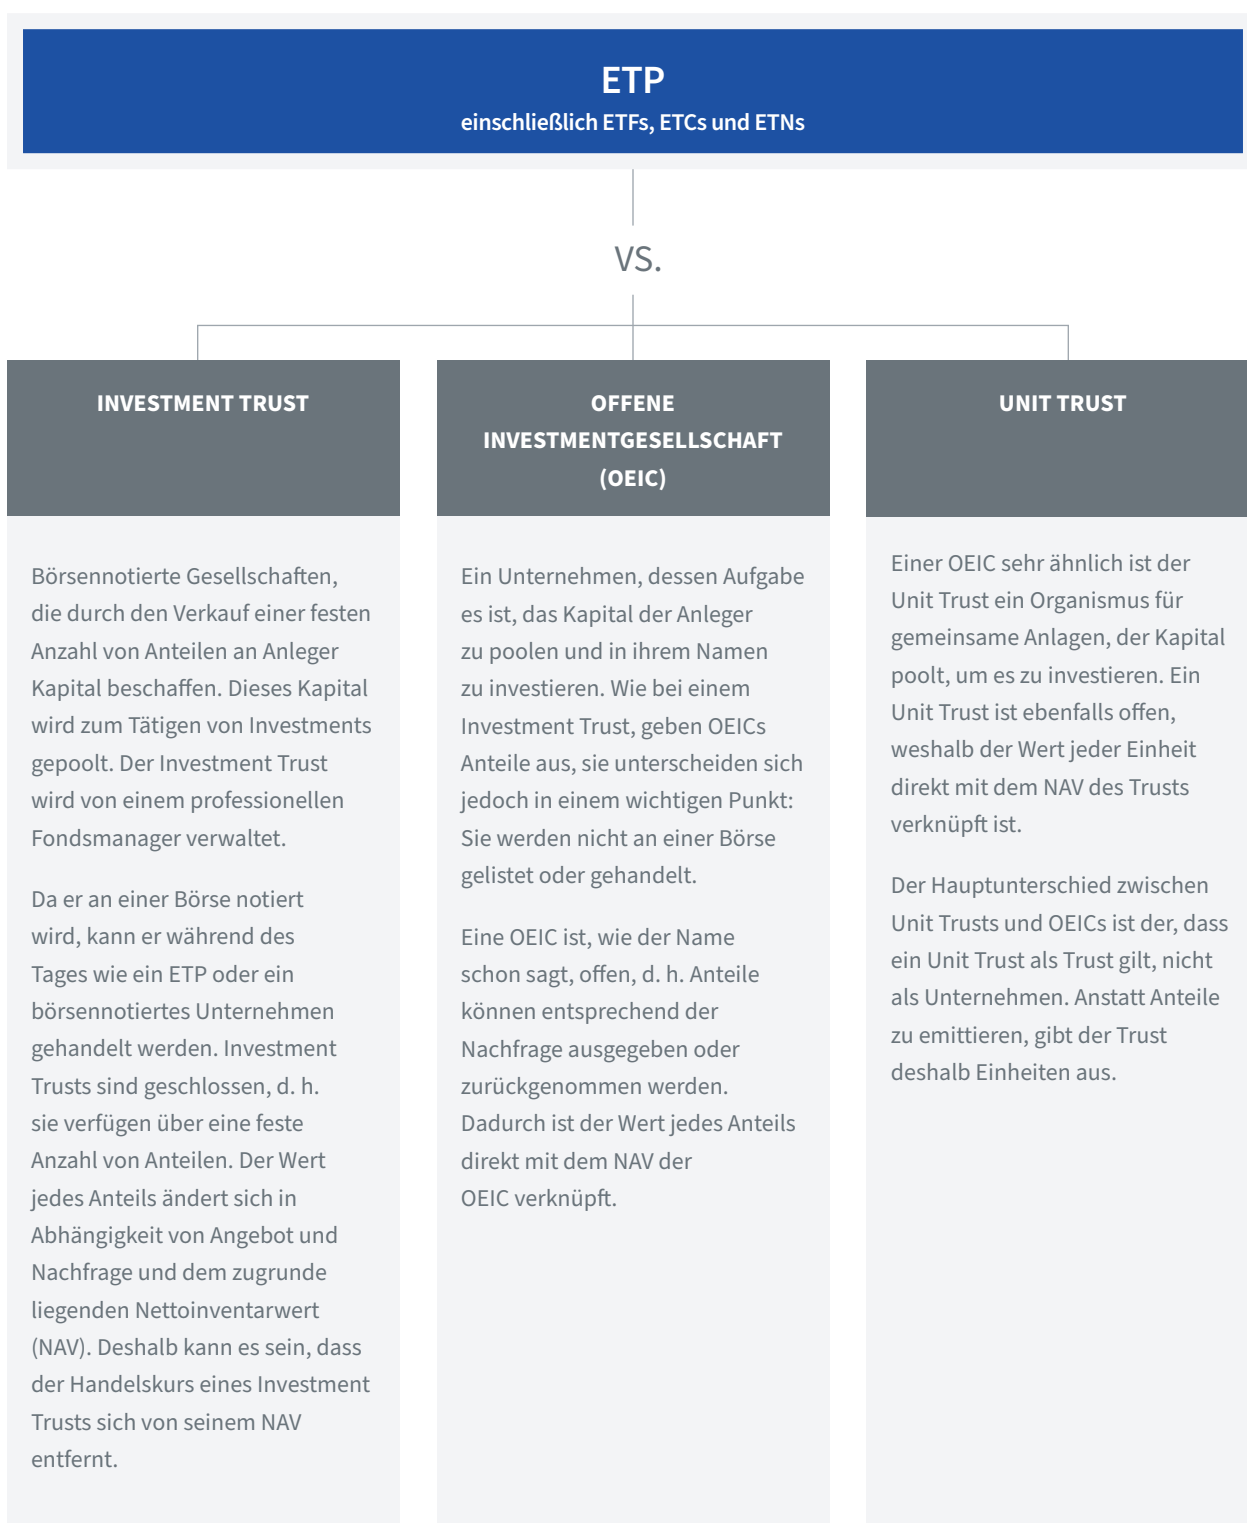 ETP
einschließlich ETFs, ETCs und ETNs
VS.
INVESTMENT TRUST
Börsennotierte Gesellschaften,
die durch den Verkauf einer festen
Anzahl von Anteilen an Anleger
Kapital beschaffen. Dieses Kapital
wird zum Tätigen von Investments
gepoolt. Der Investment Trust
wird von einem professionellen
Fondsmanager verwaltet.
Da er an einer Börse notiert
wird, kann er während des
Tages wie ein ETP oder ein
börsennotiertes Unternehmen
gehandelt werden. Investment
Trusts sind geschlossen, d. h.
sie verfügen über eine feste
Anzahl von Anteilen. Der Wert
jedes Anteils ändert sich in
Abhängigkeit von Angebot und
Nachfrage und dem zugrunde
liegenden Nettoinventarwert
(NAV). Deshalb kann es sein, dass
der Handelskurs eines Investment
Trusts sich von seinem NAV
entfernt.
OFFENE
INVESTMENTGESELLSCHAFT
(OEIC)
Ein Unternehmen, dessen Aufgabe
es ist, das Kapital der Anleger
zu poolen und in ihrem Namen
zu investieren. Wie bei einem
Investment Trust, geben OEICs
Anteile aus, sie unterscheiden sich
jedoch in einem wichtigen Punkt:
Sie werden nicht an einer Börse
gelistet oder gehandelt.
Eine OEIC ist, wie der Name
schon sagt, offen, d. h. Anteile
können entsprechend der
Nachfrage ausgegeben oder
zurückgenommen werden.
Dadurch ist der Wert jedes Anteils
direkt mit dem NAV der
OEIC verknüpft.
UNIT TRUST
Einer OEIC sehr ähnlich ist der
Unit Trust ein Organismus für
gemeinsame Anlagen, der Kapital
poolt, um es zu investieren. Ein
Unit Trust ist ebenfalls offen,
weshalb der Wert jeder Einheit
direkt mit dem NAV des Trusts
verknüpft ist.
Der Hauptunterschied zwischen
Unit Trusts und OEICs ist der, dass
ein Unit Trust als Trust gilt, nicht
als Unternehmen. Anstatt Anteile
zu emittieren, gibt der Trust
deshalb Einheiten aus.